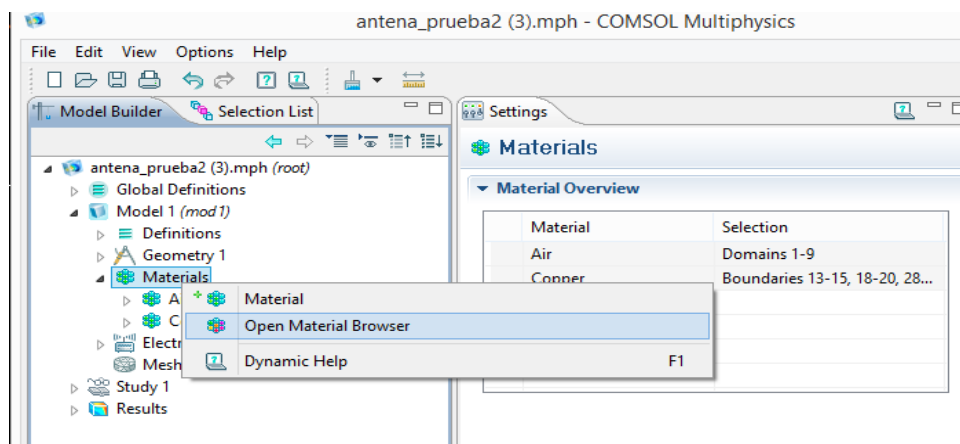 antena_prueba2 (3).mph - COMSOL Multiphysics
File Edit View Options Help
Model Builder Selection List
antena_prueba2 (3).mph (root)
Global Definitions
Model 1 (mod1)
Definitions
Geometry 1
Materials
A
C
Electr
Mesh
Study 1
Results
Material
Open Material Browser
Dynamic Help F1
Settings
Materials
Material Overview
Material Selection
Air Domains 1-9
Copper Boundaries 13-15, 18-20, 28...